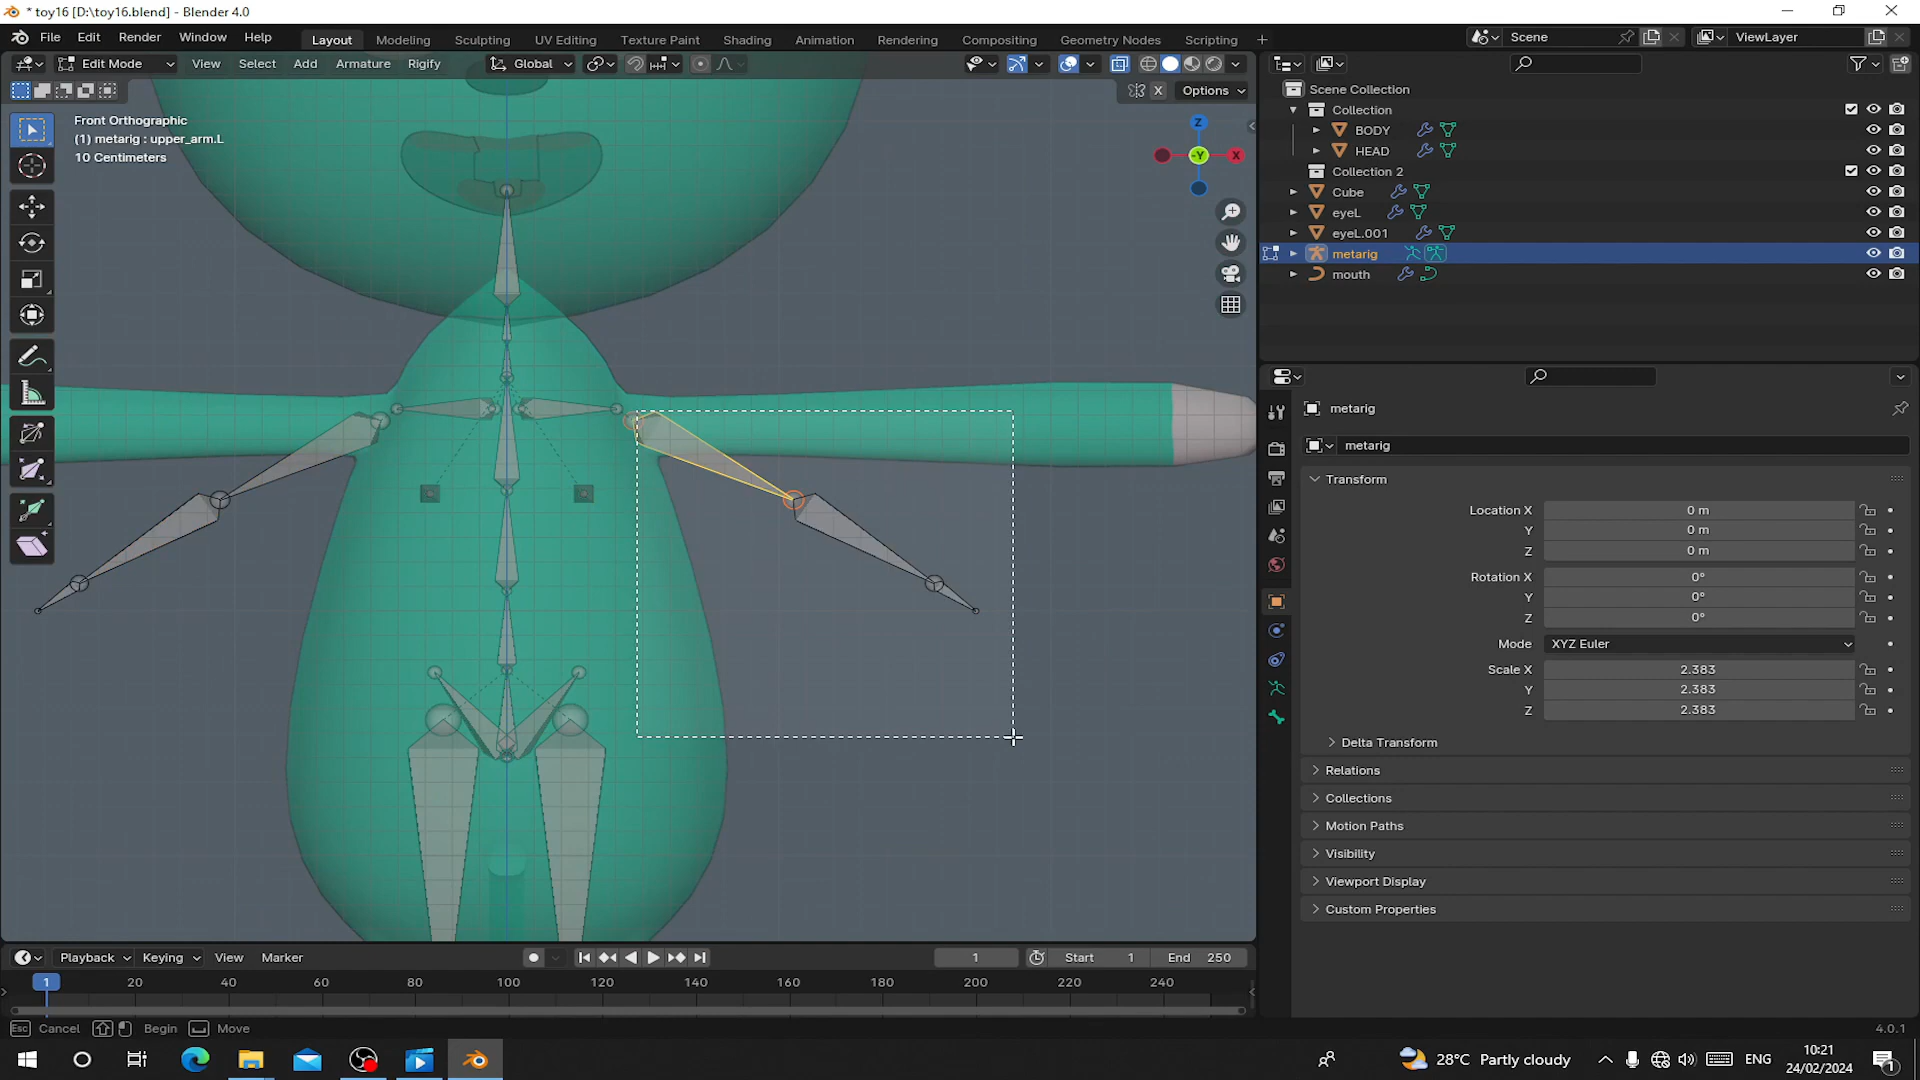 * toy16 [D:\toy16.blend] - Blender 4.0
File Edit Render Window Help
Layout Modeling Sculpting UV Editing Texture Paint Shading Animation Rendering Compositing Geometry Nodes Scripting +
Scene
ViewLayer
Edit Mode View Select Add Armature Rigify
Global
X Options
Front Orthographic
(1) metarig : upper_arm.L
10 Centimeters
Z
-Y
X
Scene Collection
Collection
BODY
HEAD
Collection 2
Cube
eyeL
eyeL.001
metarig
mouth
metarig
metarig
Transform
Location X 0 m
Y 0 m
Z 0 m
Rotation X 0°
Y 0°
Z 0°
Mode XYZ Euler
Scale X 2.383
Y 2.383
Z 2.383
Delta Transform
Relations
Collections
Motion Paths
Visibility
Viewport Display
Custom Properties
Playback Keying View Marker
1 Start 1 End 250
1 20 40 60 80 100 120 140 160 180 200 220 240
Esc Cancel Begin Move
4.0.1
28°C Partly cloudy
ENG
10:21
24/02/2024
1